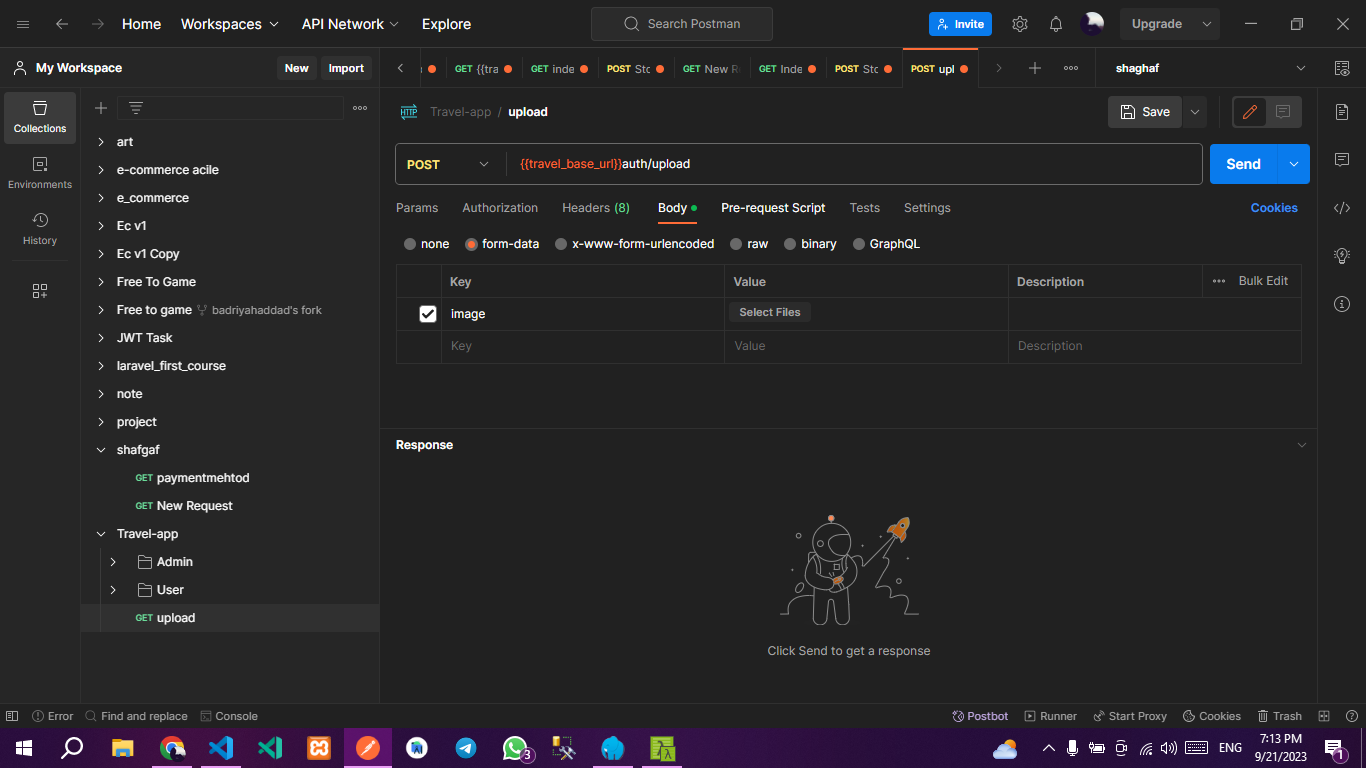 Home Workspaces API Network Explore Search Postman Invite Upgrade
My Workspace New Import GET {{tra GET inde POST Sto GET New R GET Inde POST Sto POST upl shaghaf
Collections
Environments
History
art
e-commerce acile
e_commerce
Ec v1
Ec v1 Copy
Free To Game
Free to game badriyahaddad's fork
JWT Task
laravel_first_course
note
project
shafgaf
GET paymentmehtod
GET New Request
Travel-app
Admin
User
GET upload
HTTP Travel-app / upload Save
POST {{travel_base_url}}auth/upload Send
Params Authorization Headers (8) Body Pre-request Script Tests Settings Cookies
none form-data x-www-form-urlencoded raw binary GraphQL
Key Value Description Bulk Edit
image Select Files
Key Value Description
Response
Click Send to get a response
Error Find and replace Console Postbot Runner Start Proxy Cookies Trash
3 ENG 7:13 PM 1
9/21/2023